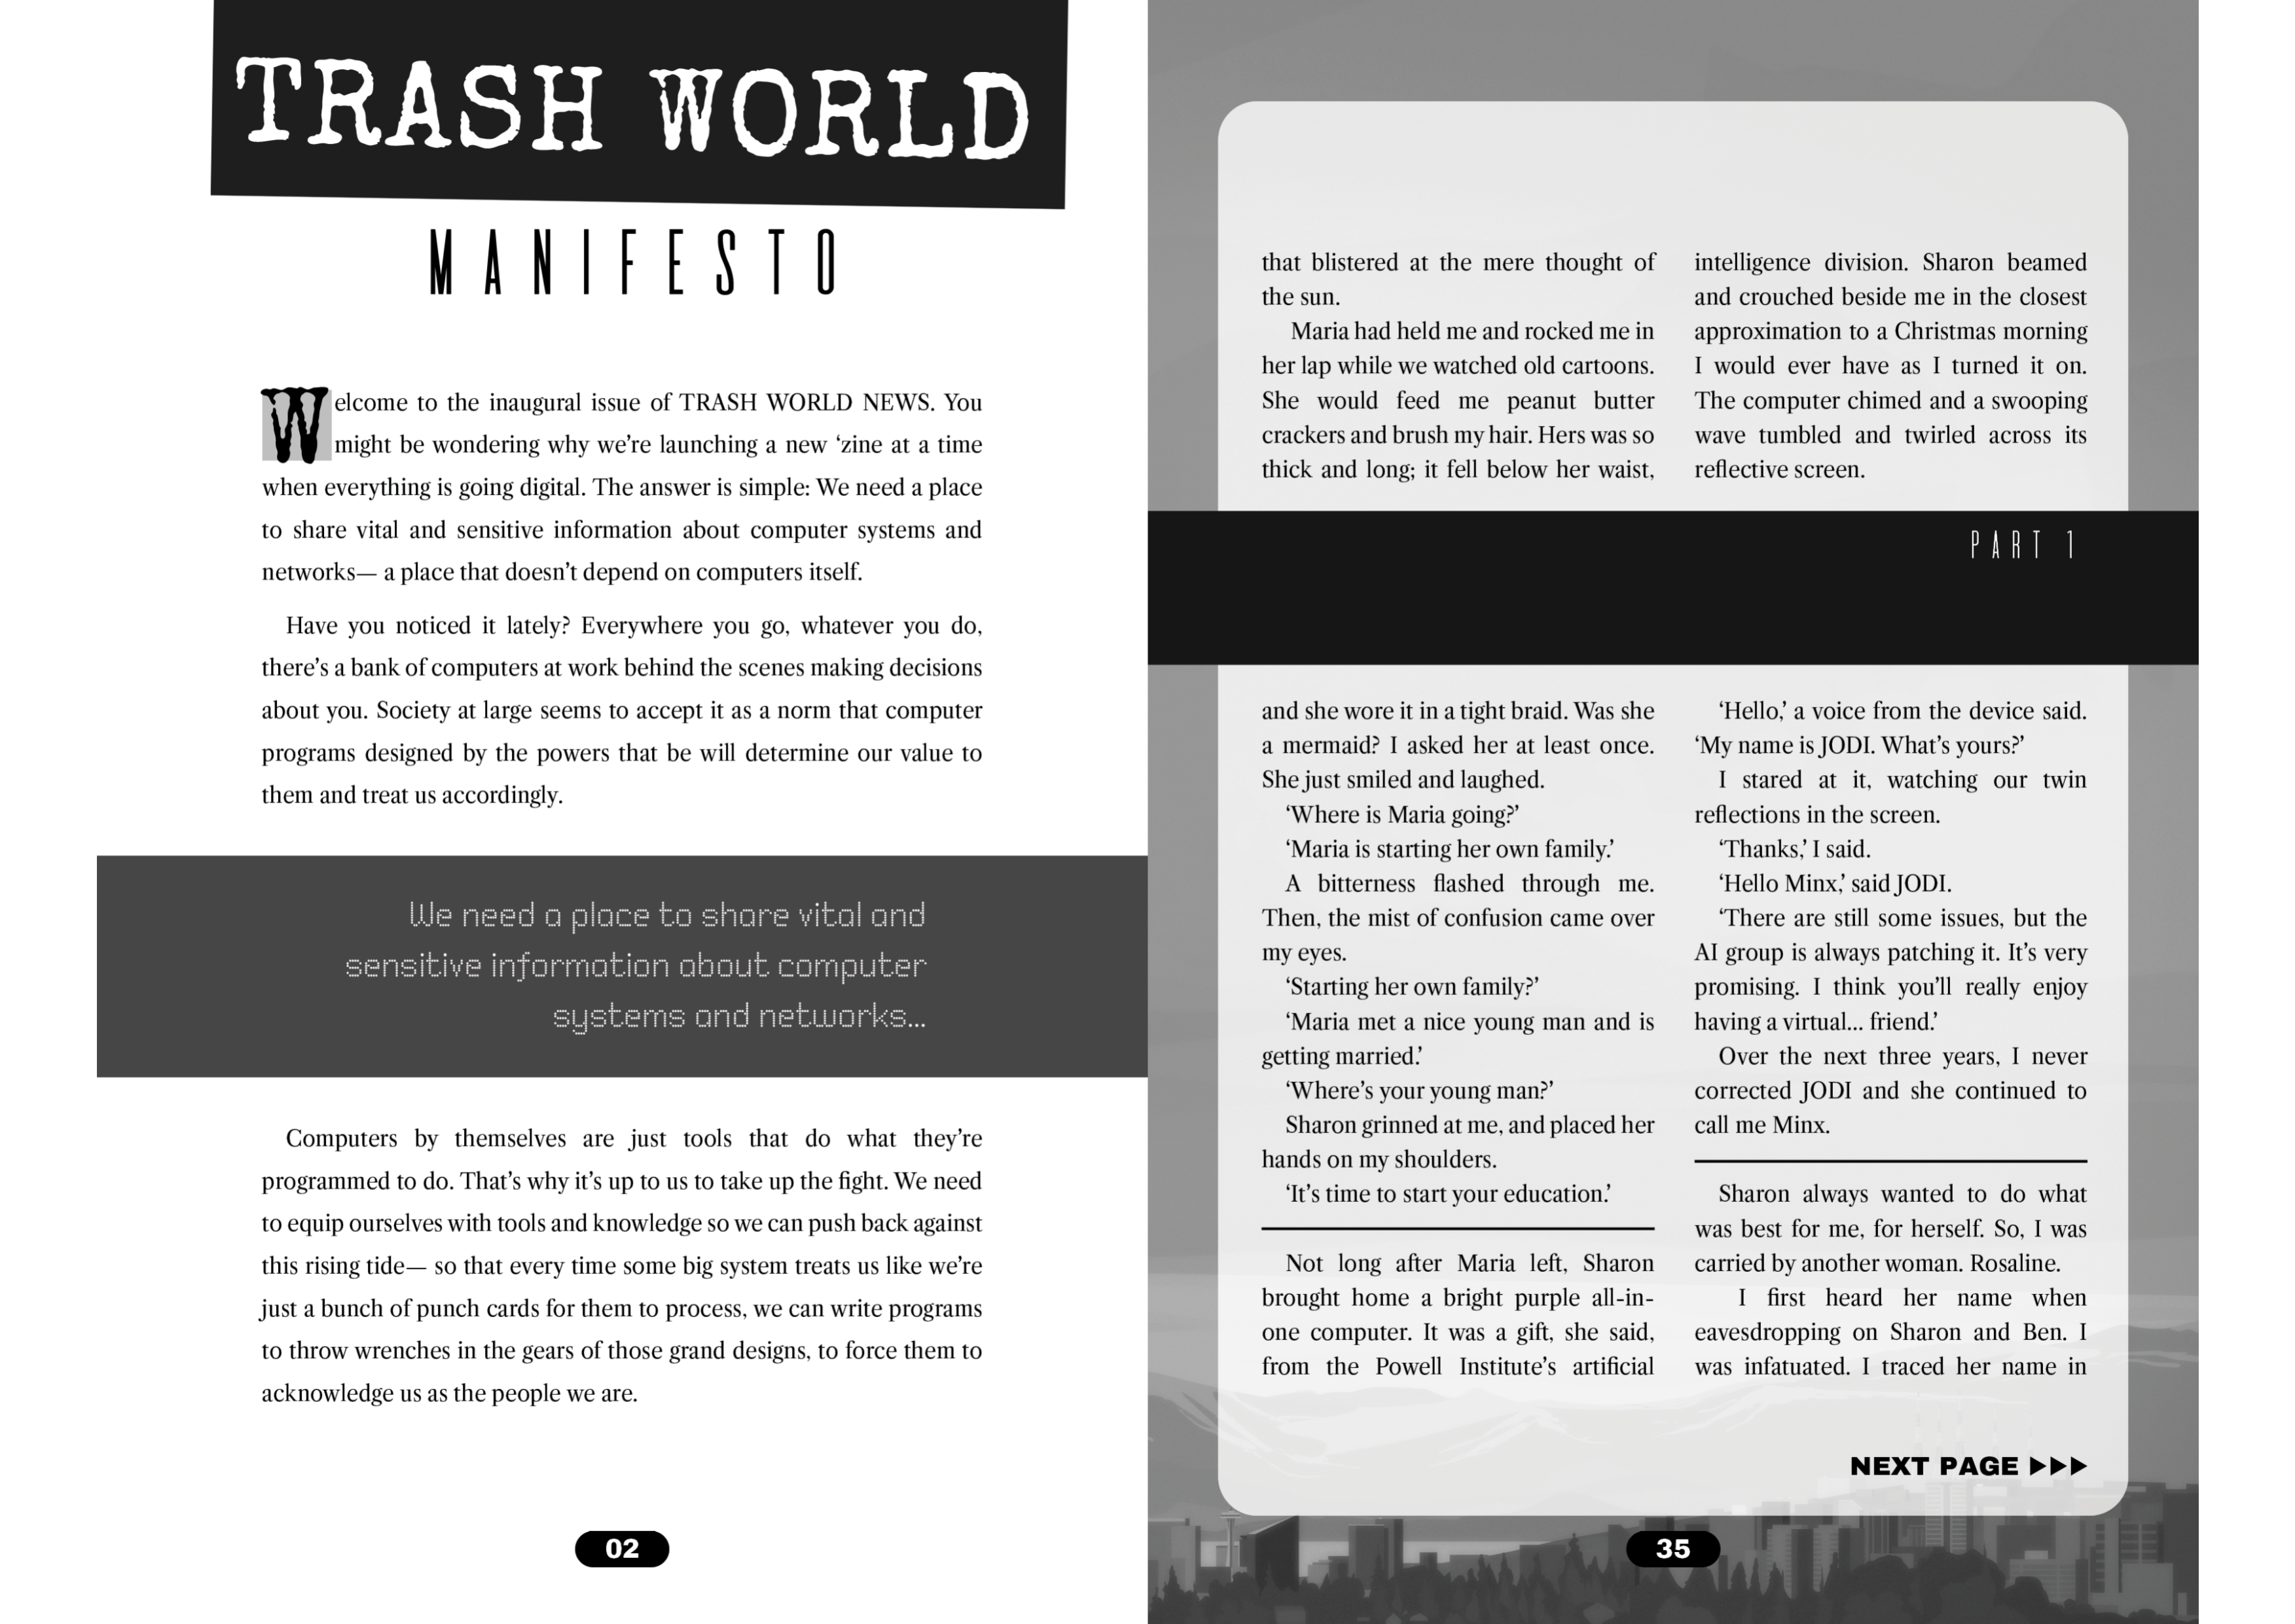 TRASH WORLD
MANIFESTO
Welcome to the inaugural issue of TRASH WORLD NEWS. You
might be wondering why we’re launching a new ‘zine at a time
when everything is going digital. The answer is simple: We need a place
to share vital and sensitive information about computer systems and
networks— a place that doesn’t depend on computers itself.
Have you noticed it lately? Everywhere you go, whatever you do,
there’s a bank of computers at work behind the scenes making decisions
about you. Society at large seems to accept it as a norm that computer
programs designed by the powers that be will determine our value to
them and treat us accordingly.
We need a place to share vital and
sensitive information about computer
systems and networks...
Computers by themselves are just tools that do what they’re
programmed to do. That’s why it’s up to us to take up the fight. We need
to equip ourselves with tools and knowledge so we can push back against
this rising tide— so that every time some big system treats us like we’re
just a bunch of punch cards for them to process, we can write programs
to throw wrenches in the gears of those grand designs, to force them to
acknowledge us as the people we are.
02
that blistered at the mere thought of
the sun.
Maria had held me and rocked me in
her lap while we watched old cartoons.
She would feed me peanut butter
crackers and brush my hair. Hers was so
thick and long; it fell below her waist,
intelligence division. Sharon beamed
and crouched beside me in the closest
approximation to a Christmas morning
I would ever have as I turned it on.
The computer chimed and a swooping
wave tumbled and twirled across its
reflective screen.
PART 1
and she wore it in a tight braid. Was she
a mermaid? I asked her at least once.
She just smiled and laughed.
‘Where is Maria going?’
‘Maria is starting her own family.’
A bitterness flashed through me.
Then, the mist of confusion came over
my eyes.
‘Starting her own family?’
‘Maria met a nice young man and is
getting married.’
‘Where’s your young man?’
Sharon grinned at me, and placed her
hands on my shoulders.
‘It’s time to start your education.’
Not long after Maria left, Sharon
brought home a bright purple all-in-
one computer. It was a gift, she said,
from the Powell Institute’s artificial
‘Hello,’ a voice from the device said.
‘My name is JODI. What’s yours?’
I stared at it, watching our twin
reflections in the screen.
‘Thanks,’ I said.
‘Hello Minx,’ said JODI.
‘There are still some issues, but the
AI group is always patching it. It’s very
promising. I think you’ll really enjoy
having a virtual... friend.’
Over the next three years, I never
corrected JODI and she continued to
call me Minx.
Sharon always wanted to do what
was best for me, for herself. So, I was
carried by another woman. Rosaline.
I first heard her name when
eavesdropping on Sharon and Ben. I
was infatuated. I traced her name in
NEXT PAGE ▶▶▶
35